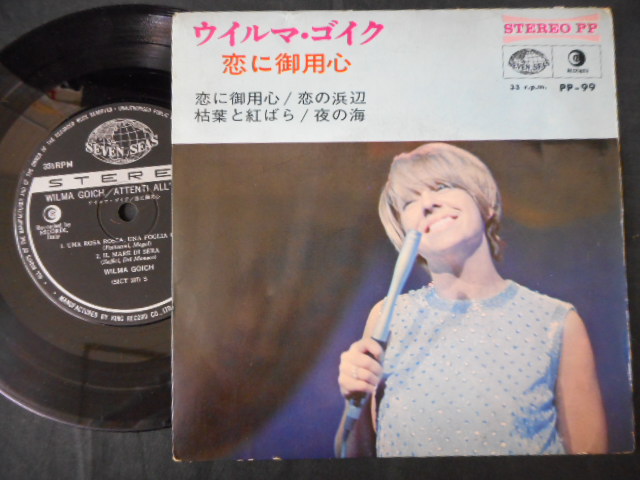 ウイルマ・ゴイク
恋に御用心
恋に御用心/恋の浜辺
枯葉と紅ばら/夜の海
STEREO PP
SEVEN SEAS
33 r.p.m. PP-99
SEVEN SEAS
33⅓RPM
STEREO
WILMA GOICH/ATTENTI ALL'
Recorded by
1. UNA ROSA ROSSA, UNA FOGLIA
2. IL MARE DI SERA
WILMA GOICH
MANUFACTURED BY KING RECORD CO., LTD.